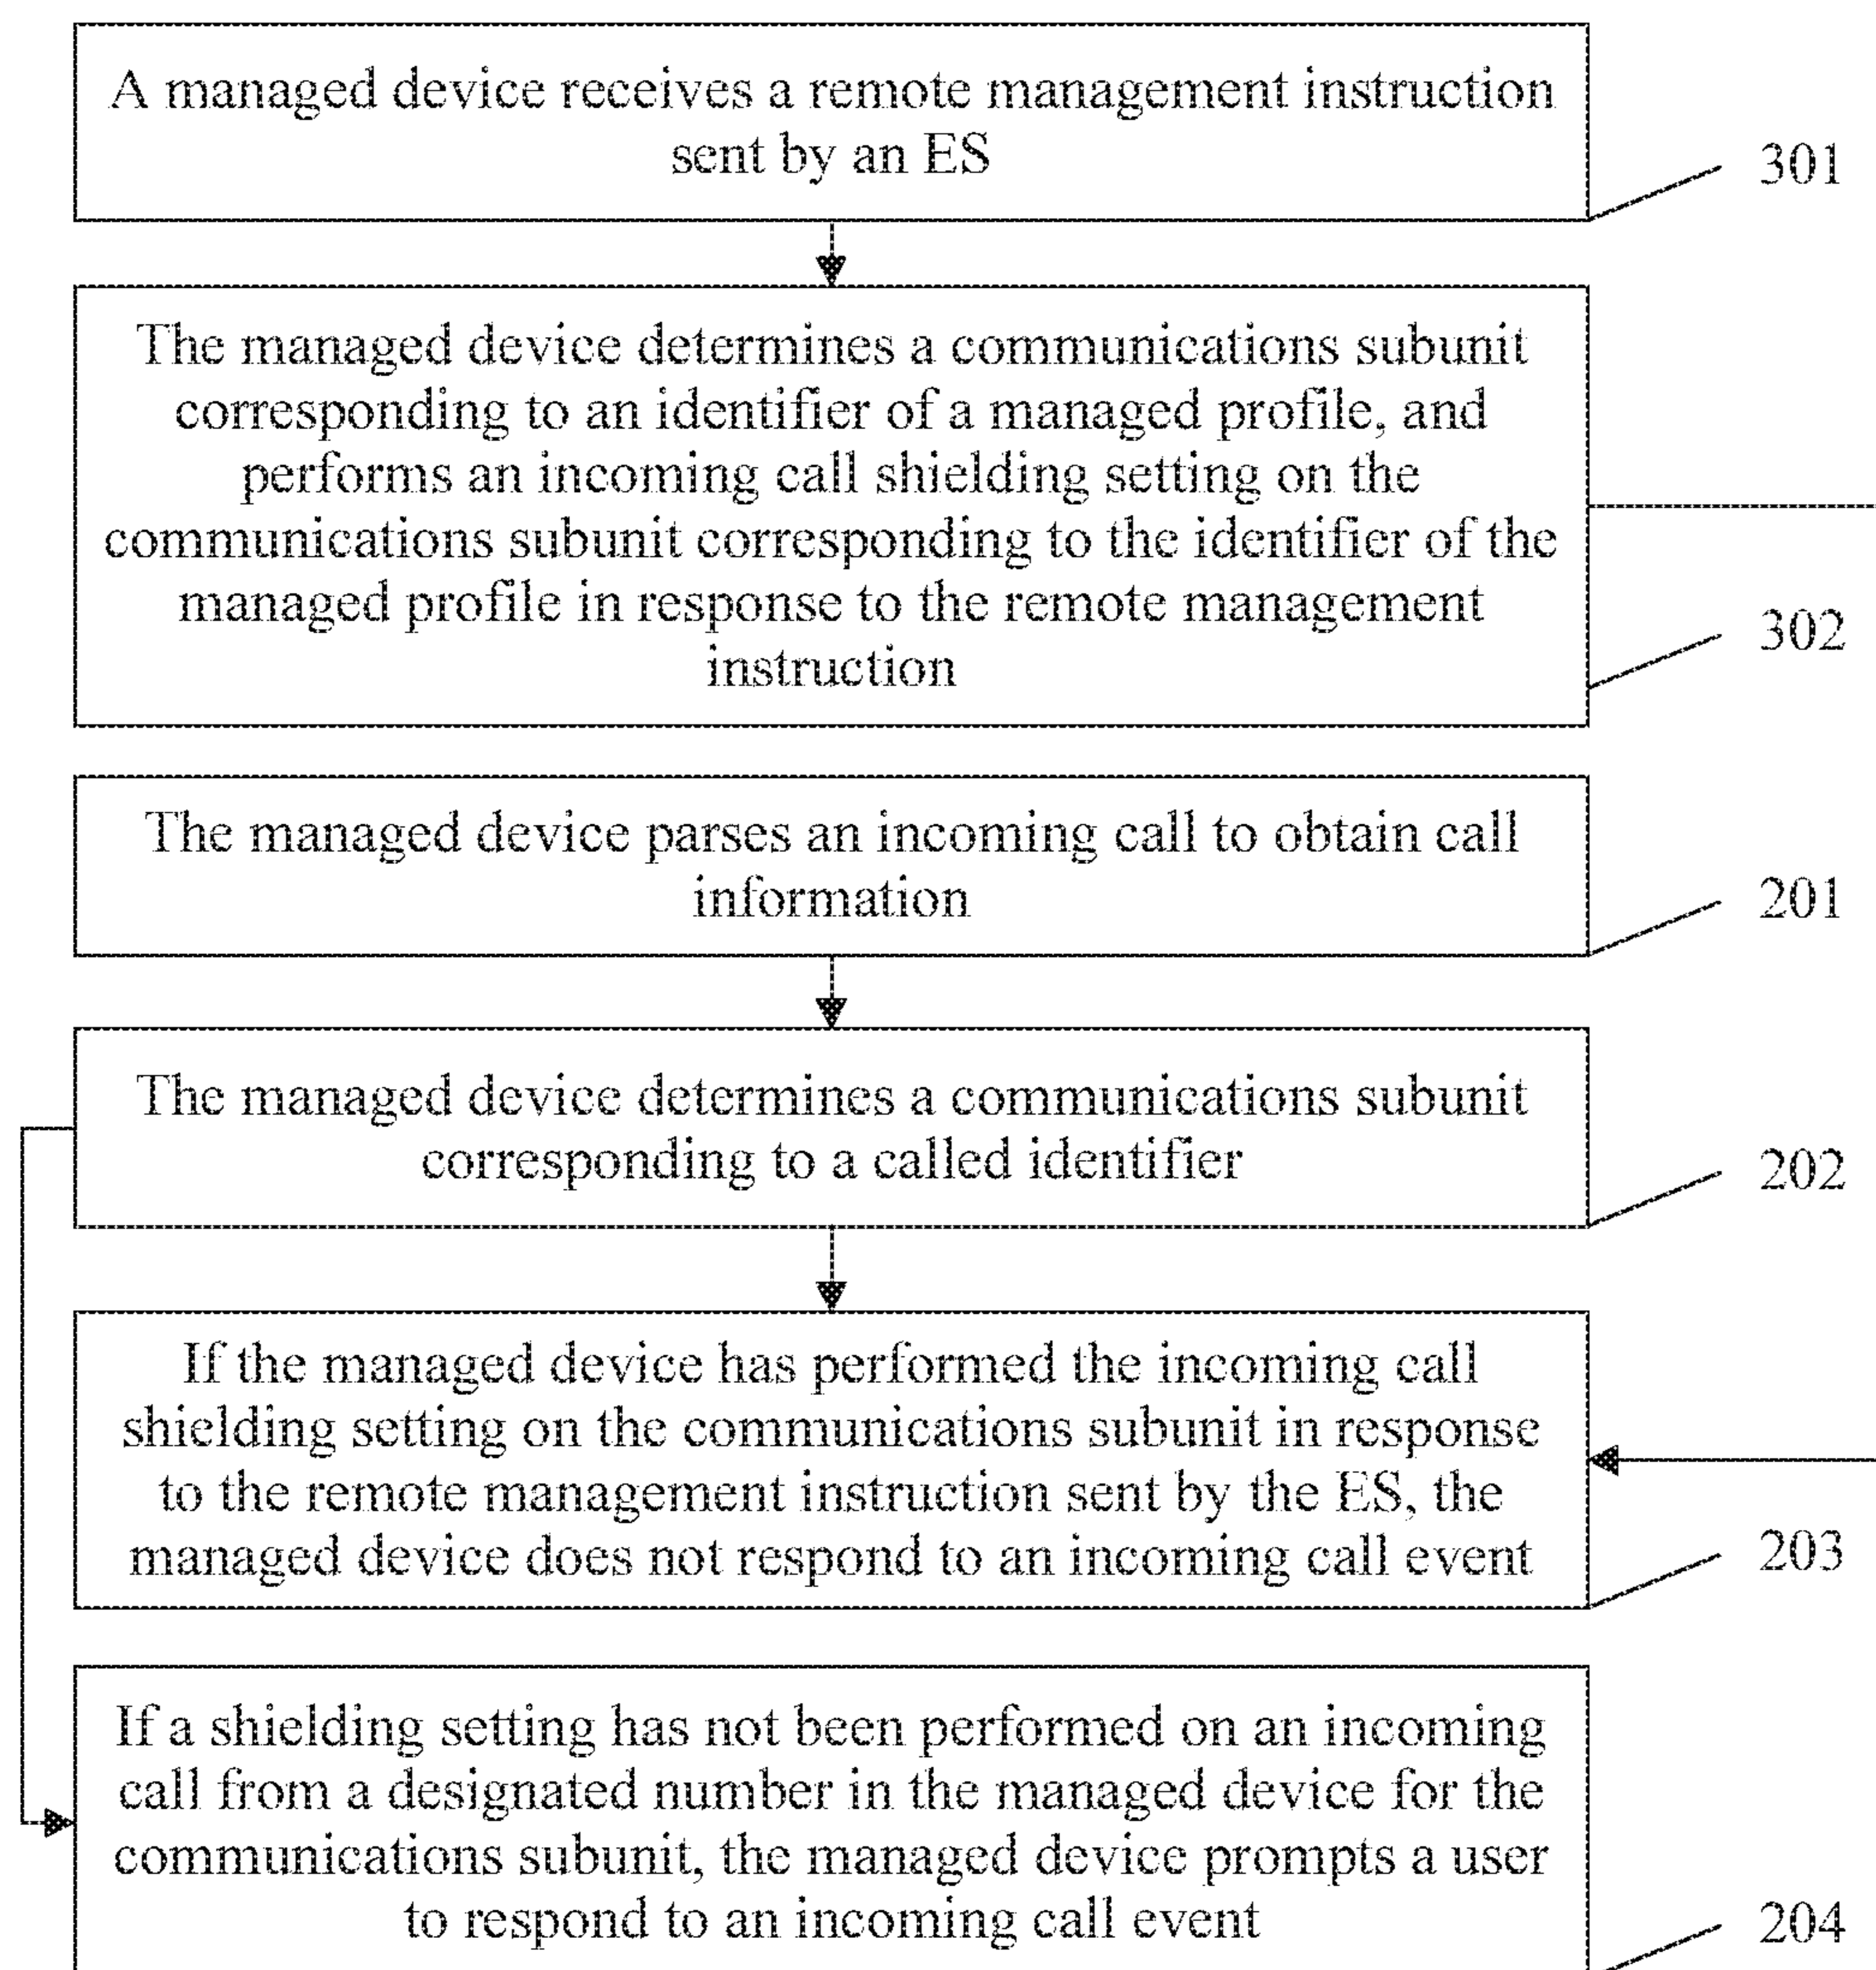 A managed device receives a remote management instruction
sent by an ES
301
The managed device determines a communications subunit
corresponding to an identifier of a managed profile, and
performs an incoming call shielding setting on the
communications subunit corresponding to the identifier of the
managed profile in response to the remote management
instruction
302
The managed device parses an incoming call to obtain call
information
201
The managed device determines a communications subunit
corresponding to a called identifier
202
If the managed device has performed the incoming call
shielding setting on the communications subunit in response
to the remote management instruction sent by the ES, the
managed device does not respond to an incoming call event
203
If a shielding setting has not been performed on an incoming
call from a designated number in the managed device for the
communications subunit, the managed device prompts a user
to respond to an incoming call event
204